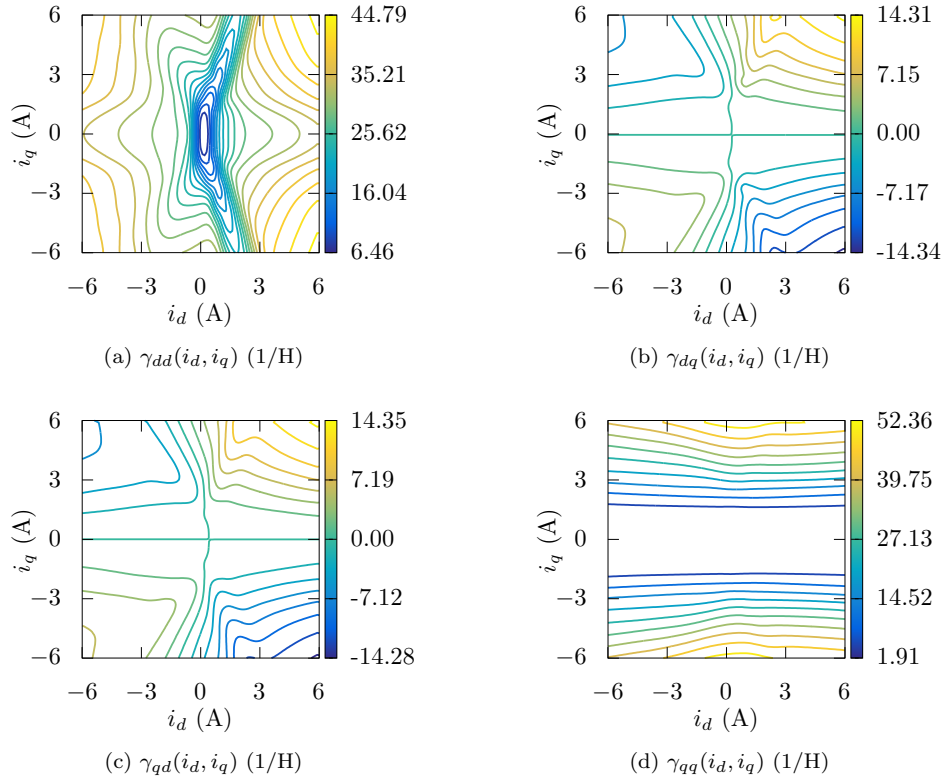 6
3
0
−3
−6
i_q (A)
−6 −3 0 3 6
i_d (A)
44.79
35.21
25.62
16.04
6.46
(a) γ_dd(i_d, i_q) (1/H)
6
3
0
−3
−6
i_q (A)
−6 −3 0 3 6
i_d (A)
14.31
7.15
0.00
-7.17
-14.34
(b) γ_dq(i_d, i_q) (1/H)
6
3
0
−3
−6
i_q (A)
−6 −3 0 3 6
i_d (A)
14.35
7.19
0.00
-7.12
-14.28
(c) γ_qd(i_d, i_q) (1/H)
6
3
0
−3
−6
i_q (A)
−6 −3 0 3 6
i_d (A)
52.36
39.75
27.13
14.52
1.91
(d) γ_qq(i_d, i_q) (1/H)